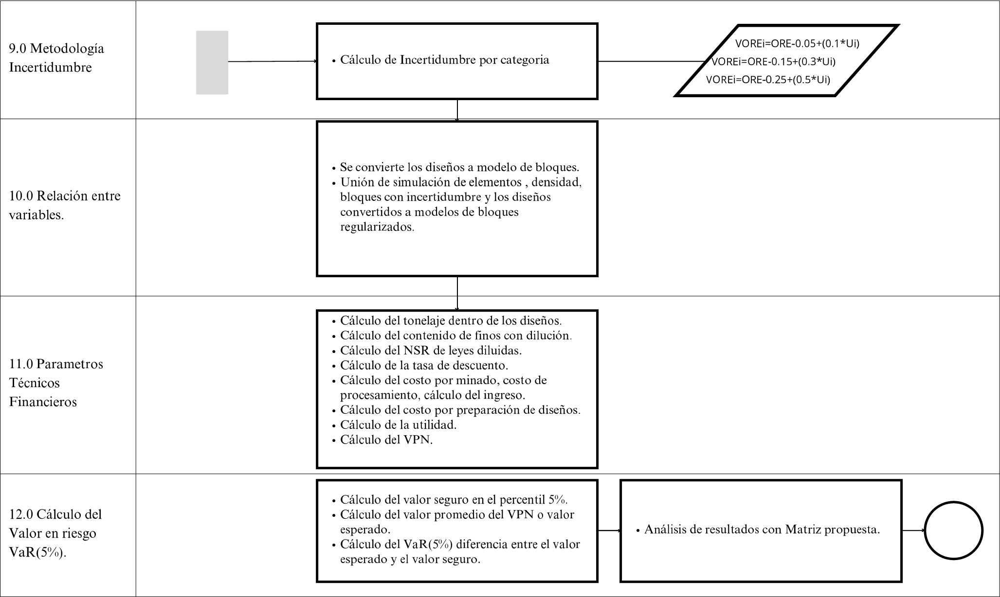 9.0 Metodología
Incertidumbre
• Cálculo de Incertidumbre por categoria
VOREi=ORE-0.05+(0.1*Ui)
VOREi=ORE-0.15+(0.3*Ui)
VOREi=ORE-0.25+(0.5*Ui)
10.0 Relación entre
variables.
• Se convierte los diseños a modelo de bloques.
• Unión de simulación de elementos , densidad,
bloques con incertidumbre y los diseños
convertidos a modelos de bloques
regularizados.
11.0 Parametros
Técnicos
Financieros
• Cálculo del tonelaje dentro de los diseños.
• Cálculo del contenido de finos con dilución.
• Cálculo del NSR de leyes diluidas.
• Cálculo de la tasa de descuento.
• Cálculo del costo por minado, costo de
procesamiento, cálculo del ingreso.
• Cálculo del costo por preparación de diseños.
• Cálculo de la utilidad.
• Cálculo del VPN.
12.0 Cálculo del
Valor en riesgo
VaR(5%).
• Cálculo del valor seguro en el percentil 5%.
• Cálculo del valor promedio del VPN o valor
esperado.
• Cálculo del VaR(5%) diferencia entre el valor
esperado y el valor seguro.
• Análisis de resultados con Matriz propuesta.